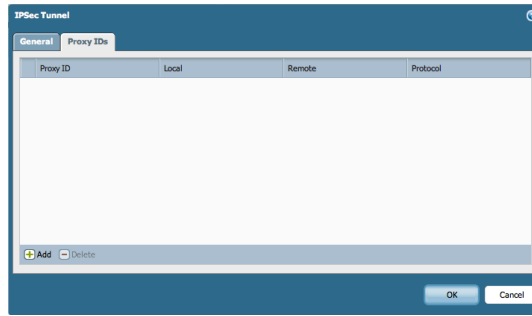 IPSec Tunnel
General Proxy IDs
Proxy ID Local Remote Protocol
Add Delete
OK Cancel